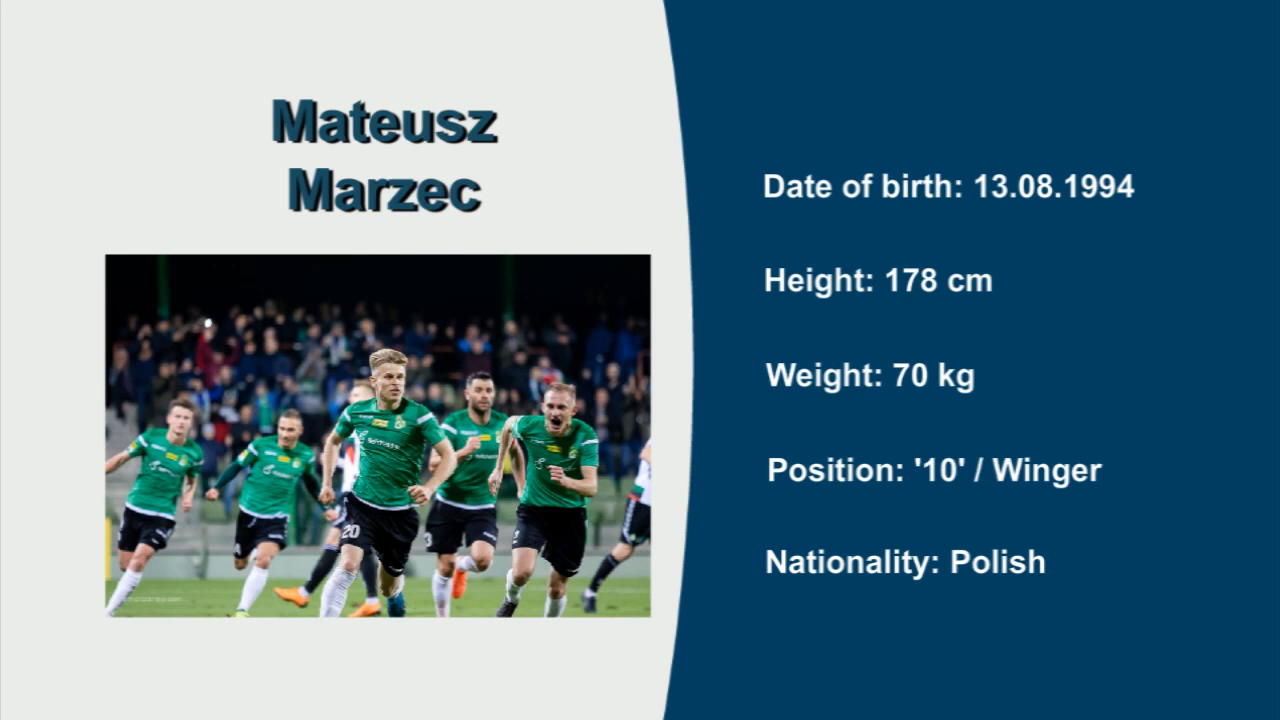 Mateusz
Marzec
Date of birth: 13.08.1994
Height: 178 cm
Weight: 70 kg
Position: '10' / Winger
Nationality: Polish
20